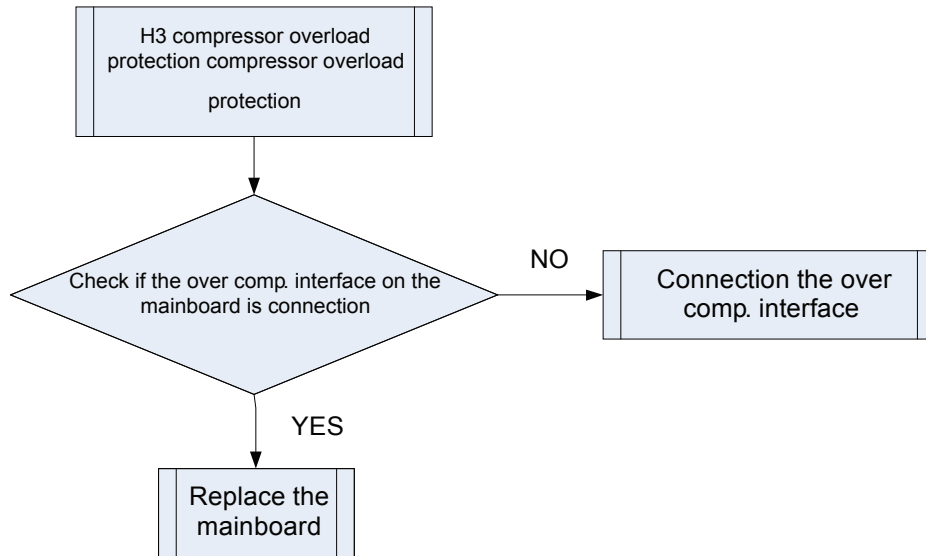 H3 compressor overload
protection compressor overload
protection
Check if the over comp. interface on the
mainboard is connection
NO
Connection the over
comp. interface
YES
Replace the
mainboard